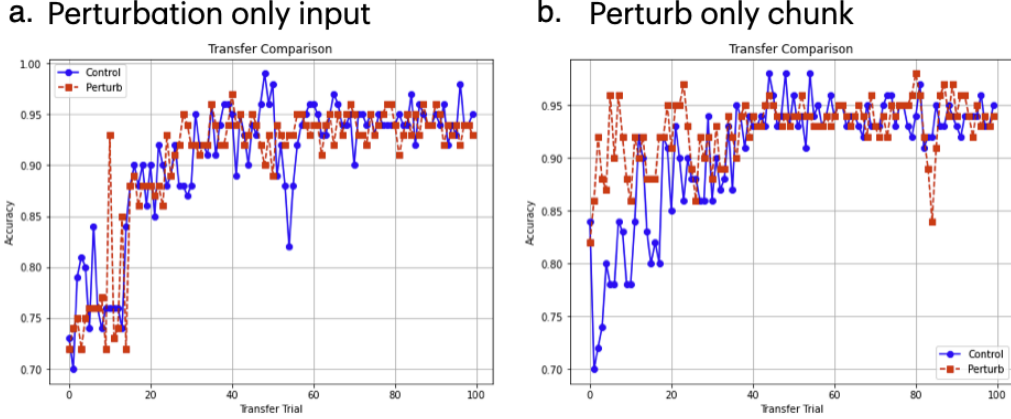 a. Perturbation only input
Transfer Comparison
Accuracy
1.00
0.95
0.90
0.85
0.80
0.75
0.70
Control
Perturb
0
20
40
60
80
100
Transfer Trial
b. Perturb only chunk
Transfer Comparison
Accuracy
0.95
0.90
0.85
0.80
0.75
0.70
Control
Perturb
0
20
40
60
80
100
Transfer Trial